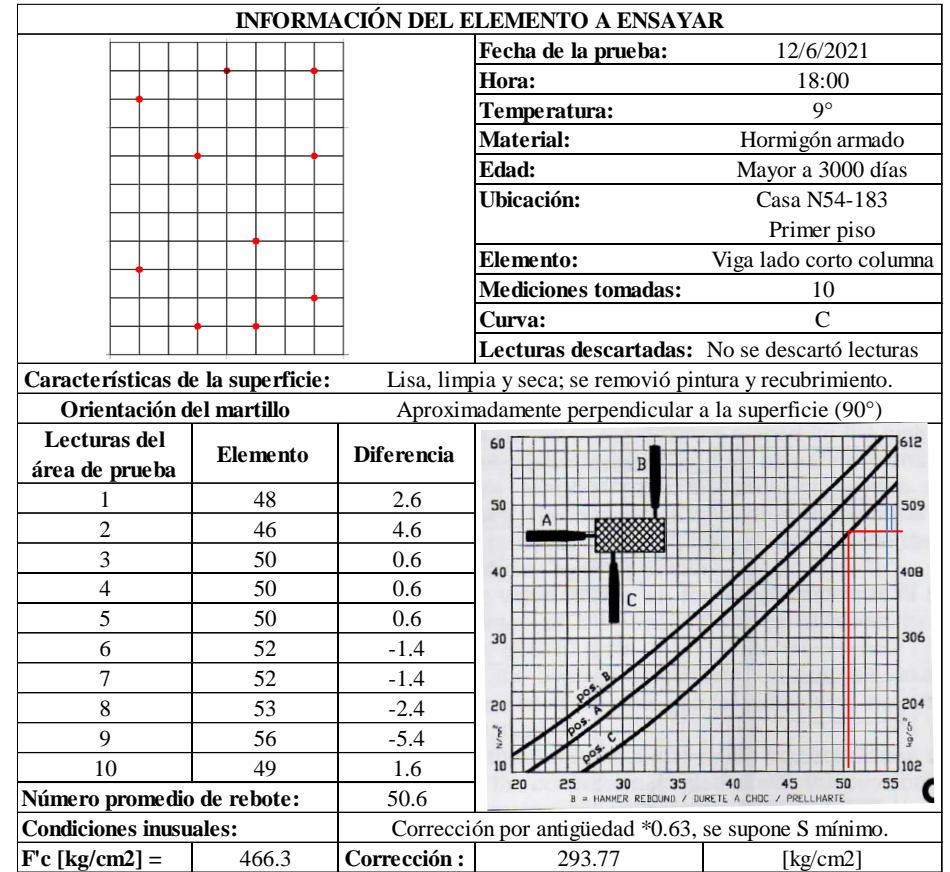 INFORMACIÓN DEL ELEMENTO A ENSAYAR
Fecha de la prueba: 12/6/2021
Hora: 18:00
Temperatura: 9°
Material: Hormigón armado
Edad: Mayor a 3000 días
Ubicación: Casa N54-183
Primer piso
Elemento: Viga lado corto columna
Mediciones tomadas: 10
Curva: C
Lecturas descartadas: No se descartó lecturas
Características de la superficie: Lisa, limpia y seca; se removió pintura y recubrimiento.
Orientación del martillo Aproximadamente perpendicular a la superficie (90°)
Lecturas del área de prueba Elemento Diferencia
1 48 2.6
2 46 4.6
3 50 0.6
4 50 0.6
5 50 0.6
6 52 -1.4
7 52 -1.4
8 53 -2.4
9 56 -5.4
10 49 1.6
Número promedio de rebote: 50.6
60 612
B
50 509
A
40 408
C
30 306
pos. B
20 204
pos. A
pos. C
N/mm² kg/cm²
10 102
20 25 30 35 40 45 50 55
B = HAMMER REBOUND / DURETE A CHOC / PRELLHARTE
Condiciones inusuales: Corrección por antigüedad *0.63, se supone S mínimo.
F'c [kg/cm2] = 466.3 Corrección : 293.77 [kg/cm2]